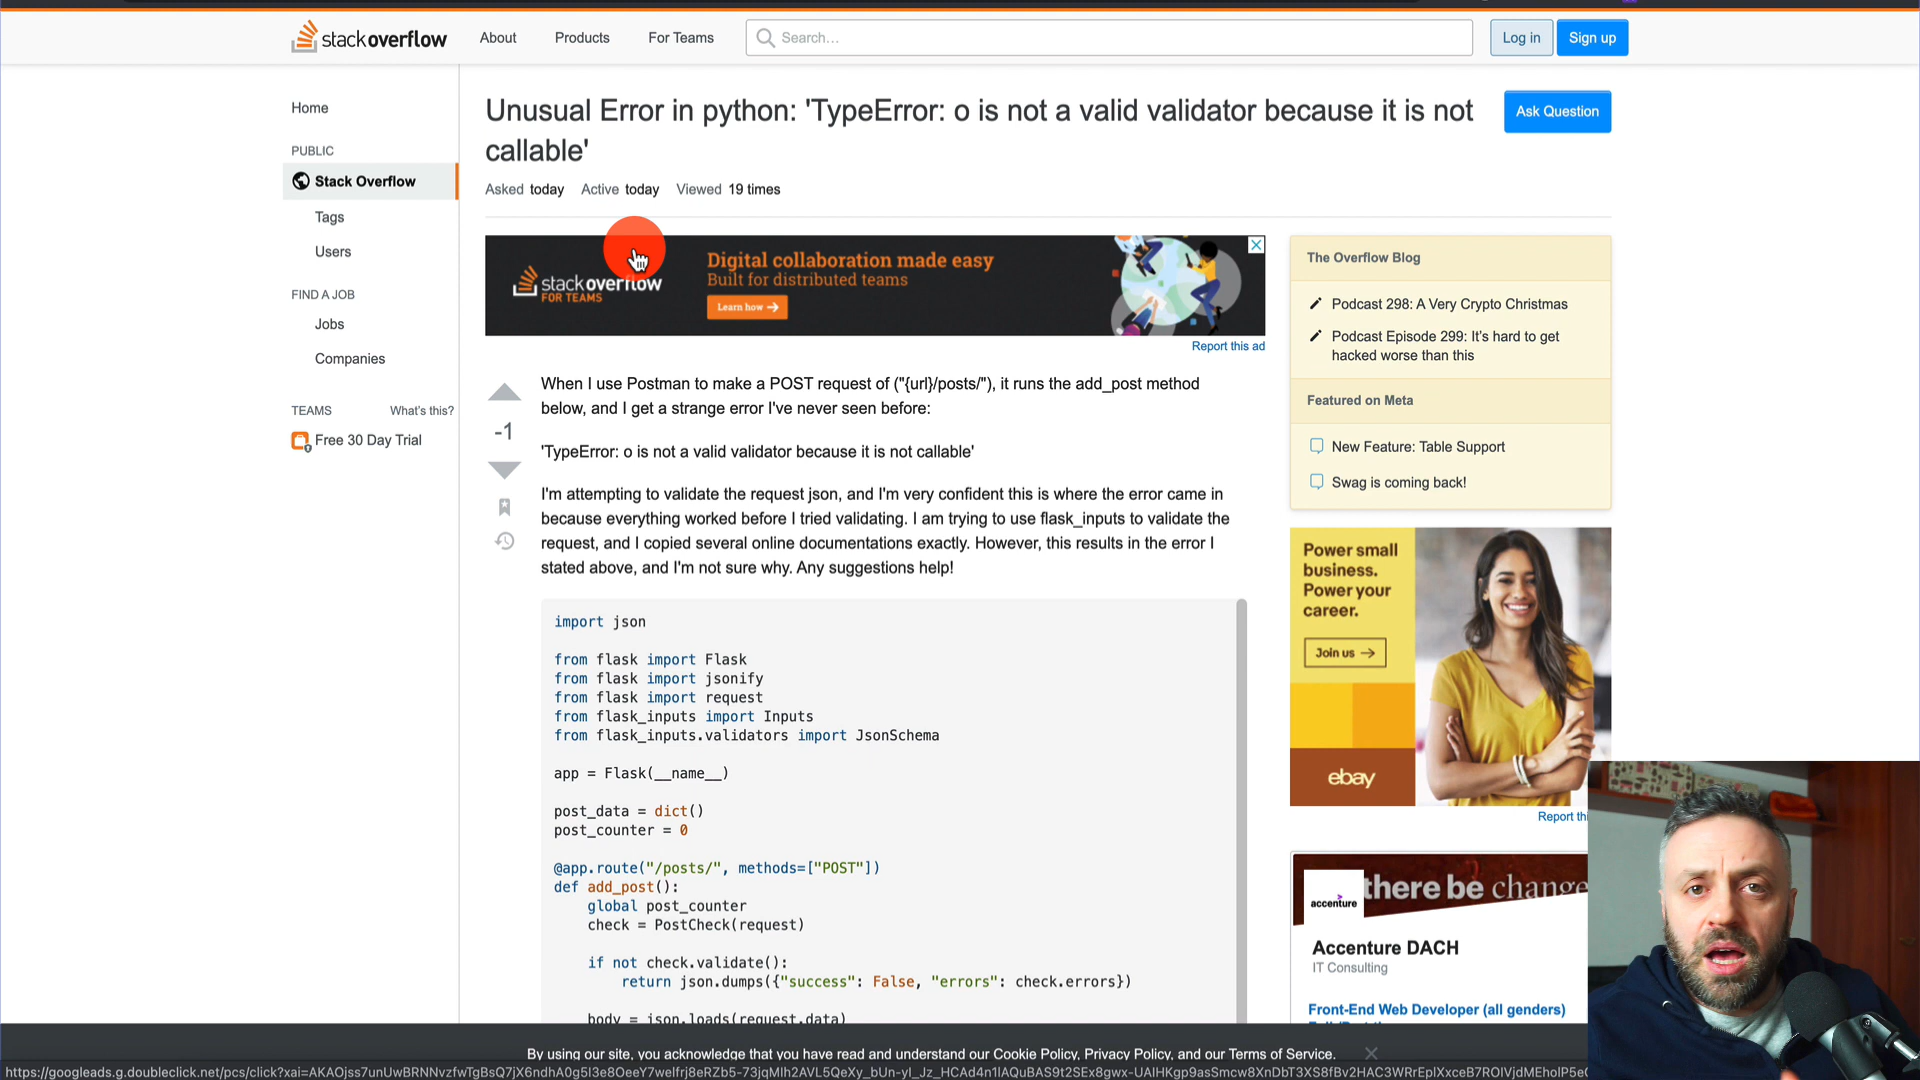 stackoverflow
About
Products
For Teams
Search...
Log in
Sign up
Home
PUBLIC
Stack Overflow
Tags
Users
FIND A JOB
Jobs
Companies
TEAMS
What's this?
Free 30 Day Trial
Unusual Error in python: 'TypeError: o is not a valid validator because it is not
callable'
Ask Question
Asked today Active today Viewed 19 times
stackoverflow
FOR TEAMS
Digital collaboration made easy
Built for distributed teams
Learn how →
Report this ad
-1
When I use Postman to make a POST request of ("{url}/posts/"), it runs the add_post method
below, and I get a strange error I've never seen before:
'TypeError: o is not a valid validator because it is not callable'
I'm attempting to validate the request json, and I'm very confident this is where the error came in
because everything worked before I tried validating. I am trying to use flask_inputs to validate the
request, and I copied several online documentations exactly. However, this results in the error I
stated above, and I'm not sure why. Any suggestions help!
import json
from flask import Flask
from flask import jsonify
from flask import request
from flask_inputs import Inputs
from flask_inputs.validators import JsonSchema
app = Flask(__name__)
post_data = dict()
post_counter = 0
@app.route("/posts/", methods=["POST"])
def add_post():
global post_counter
check = PostCheck(request)
if not check.validate():
return json.dumps({"success": False, "errors": check.errors})
body = json.loads(request.data)
The Overflow Blog
Podcast 298: A Very Crypto Christmas
Podcast Episode 299: It's hard to get
hacked worse than this
Featured on Meta
New Feature: Table Support
Swag is coming back!
Power small
business.
Power your
career.
Join us →
ebay
Report thi
there be change
accenture
Accenture DACH
IT Consulting
Front-End Web Developer (all genders)
By using our site, you acknowledge that you have read and understand our Cookie Policy, Privacy Policy, and our Terms of Service.